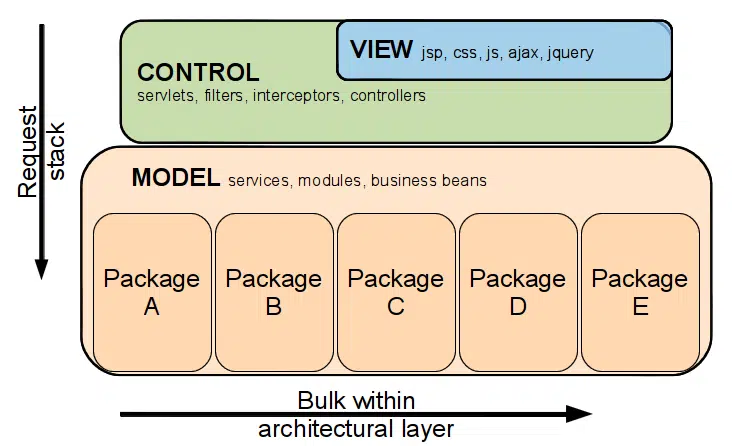 VIEW jsp, css, js, ajax, jquery
CONTROL
servlets, filters, interceptors, controllers
Request
stack
MODEL services, modules, business beans
Package
A
Package
B
Package
C
Package
D
Package
E
Bulk within
architectural layer